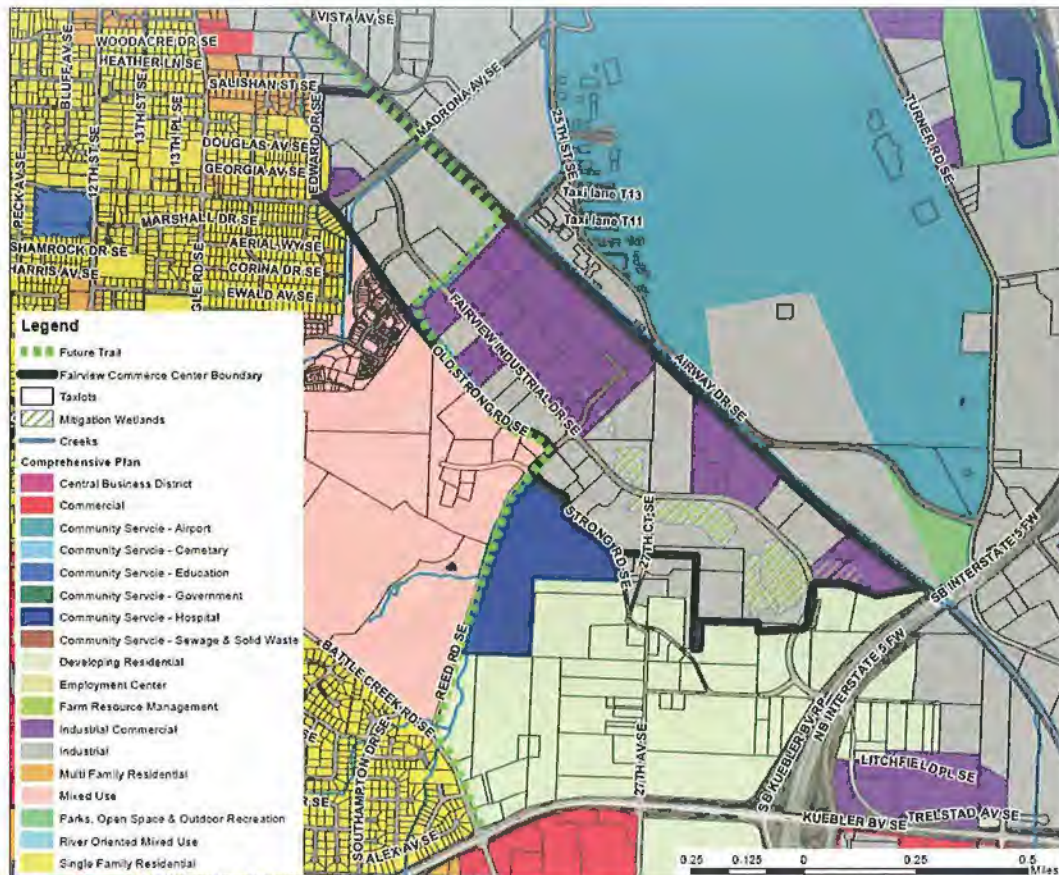 VISTA AV SE
WOODACRE DR SE
HEATHER LN SE
BLUFF AV SE
13TH ST SE
SALISHAN ST SE
13TH PL SE
MADRONA AV SE
25TH ST SE
TURNER RD SE
PECK AV SE
12TH ST SE
DOUGLAS AV SE
EDWARD DR SE
GEORGIA AV SE
Taxi lane T13
Taxi lane T11
MARSHALL DR SE
SHAMROCK DR SE
HARRIS AV SE
AERIAL WY SE
CORINA DR SE
EWALD AV SE
GLE RD SE
FAIRVIEW INDUSTRIAL DR SE
OLD STRONG RD SE
AIRWAY DR SE
STRONG RD SE
27TH CT SE
SB INTERSTATE 5 FW
NB INTERSTATE 5 FW
SB KUEBLER BV RP
REED RD SE
BATTLE CREEK RD SE
SOUTHAMPTON DR SE
R SE
ALEX AV SE
27TH AV SE
LITCHFIELD PL SE
TRELSTAD AV SE
KUEBLER BV SE
Legend
Future Trail
Fairview Commerce Center Boundary
Taxlots
Mitigation Wetlands
Creeks
Comprehensive Plan
Central Business District
Commercial
Community Servcie - Airport
Community Servcie - Cemetary
Community Servcie - Education
Community Servcie - Government
Community Servcie - Hospital
Community Servcie - Sewage & Solid Waste
Developing Residential
Employment Center
Farm Resource Management
Industrial Commercial
Industrial
Multi Family Residential
Mixed Use
Parks, Open Space & Outdoor Recreation
River Oriented Mixed Use
Single Family Residential
0.25 0.125 0 0.25 0.5
Miles